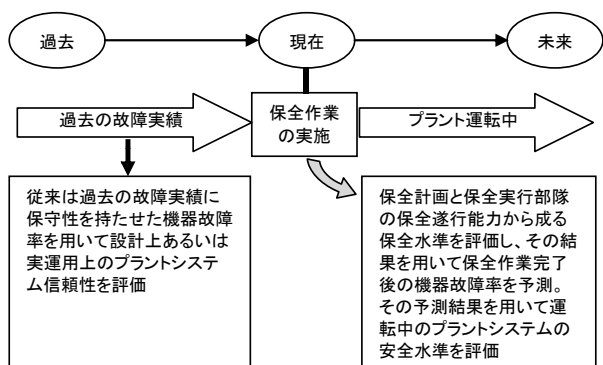 過去
現在
未来
過去の故障実績
保全作業
の実施
プラント運転中
従来は過去の故障実績に
保守性を持たせた機器故障
率を用いて設計上あるいは
実運用上のプラントシステ
ム信頼性を評価
保全計画と保全実行部隊
の保全遂行能力から成る
保全水準を評価し、その結
果を用いて保全作業完了
後の機器故障率を予測。
その予測結果を用いて運
転中のプラントシステムの
安全水準を評価